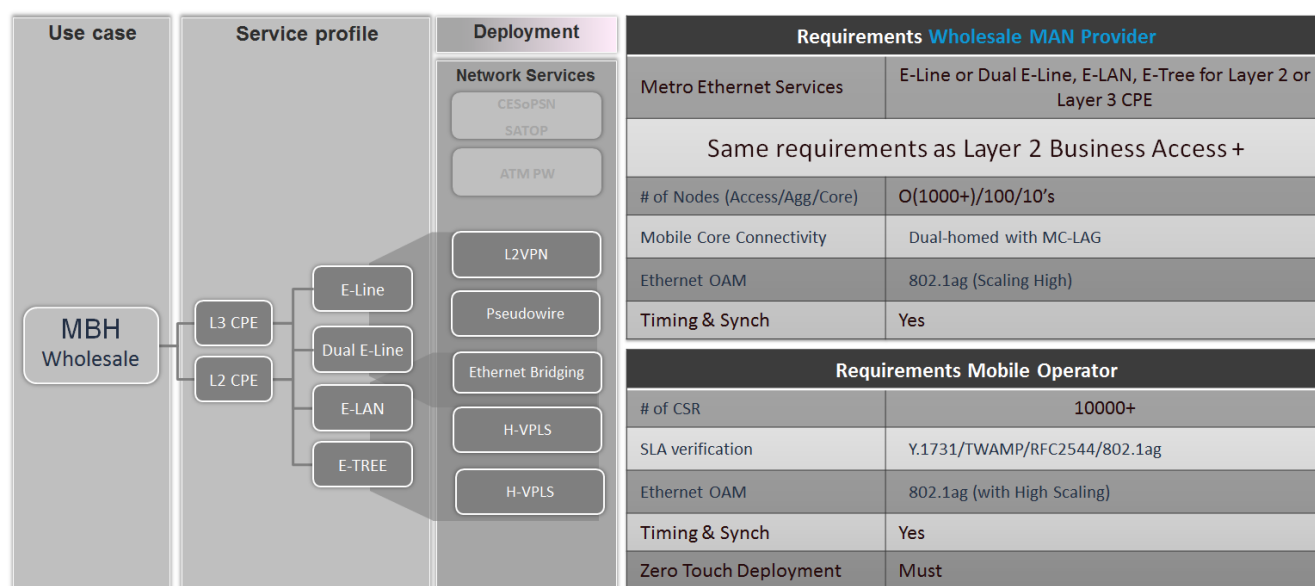 Use case
Service profile
Deployment
Network Services
CESoPSN
SATOP
ATM PW
L2VPN
Pseudowire
Ethernet Bridging
H-VPLS
H-VPLS
MBH
Wholesale
L3 CPE
L2 CPE
E-Line
Dual E-Line
E-LAN
E-TREE
Requirements Wholesale MAN Provider
Metro Ethernet Services
E-Line or Dual E-Line, E-LAN, E-Tree for Layer 2 or
Layer 3 CPE
Same requirements as Layer 2 Business Access +
# of Nodes (Access/Agg/Core) O(1000+)/100/10's
Mobile Core Connectivity Dual-homed with MC-LAG
Ethernet OAM 802.1ag (Scaling High)
Timing & Synch Yes
Requirements Mobile Operator
# of CSR 10000+
SLA verification Y.1731/TWAMP/RFC2544/802.1ag
Ethernet OAM 802.1ag (with High Scaling)
Timing & Synch Yes
Zero Touch Deployment Must